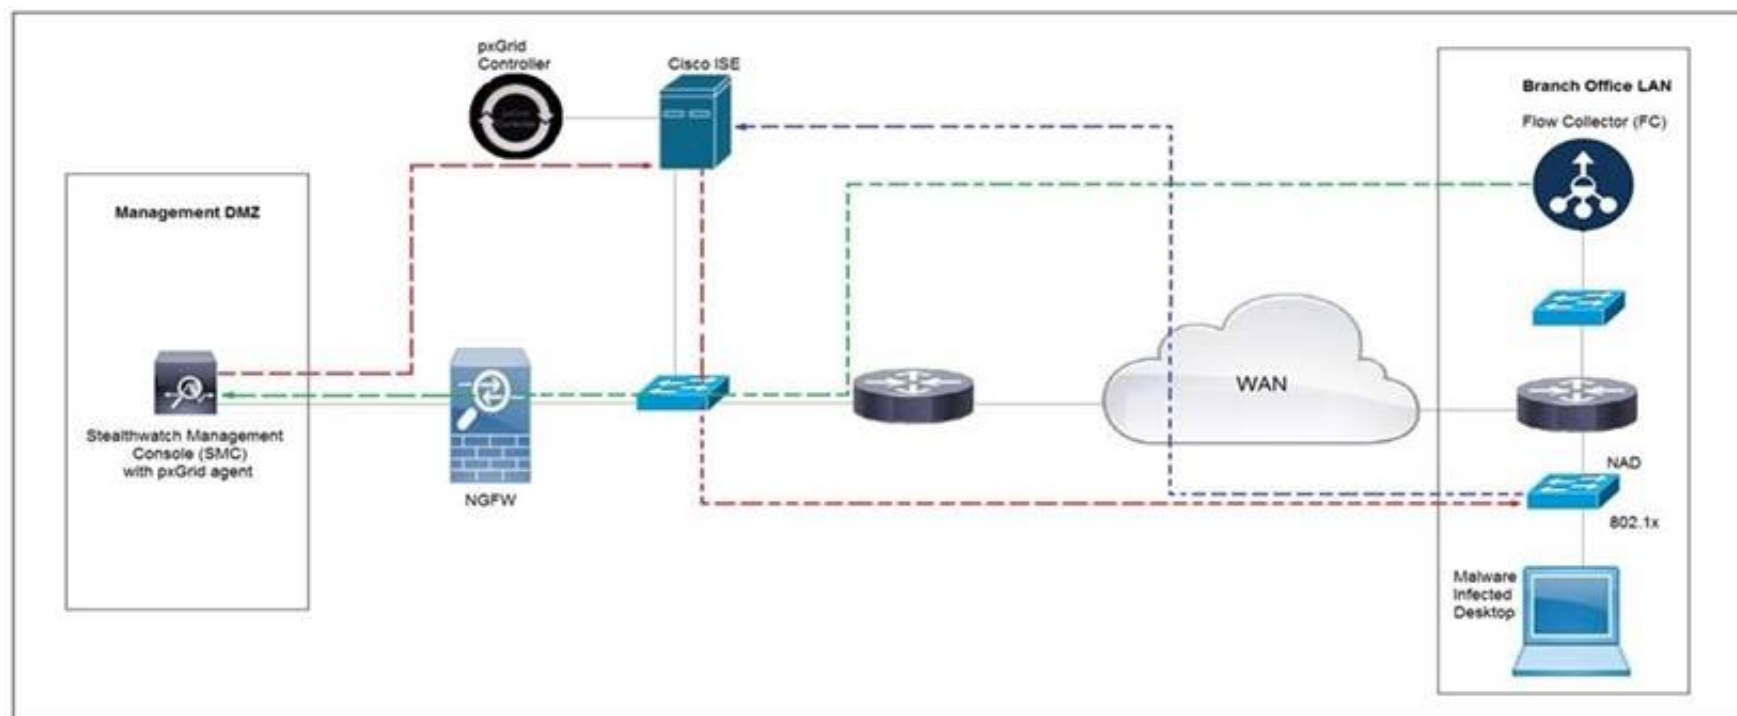 pxGrid
Controller
Cisco ISE
Branch Office LAN
Flow Collector (FC)
Management DMZ
Stealthwatch Management
Console (SMC)
with pxGrid agent
NGFW
WAN
NAD
802.1x
Malware
Infected
Desktop